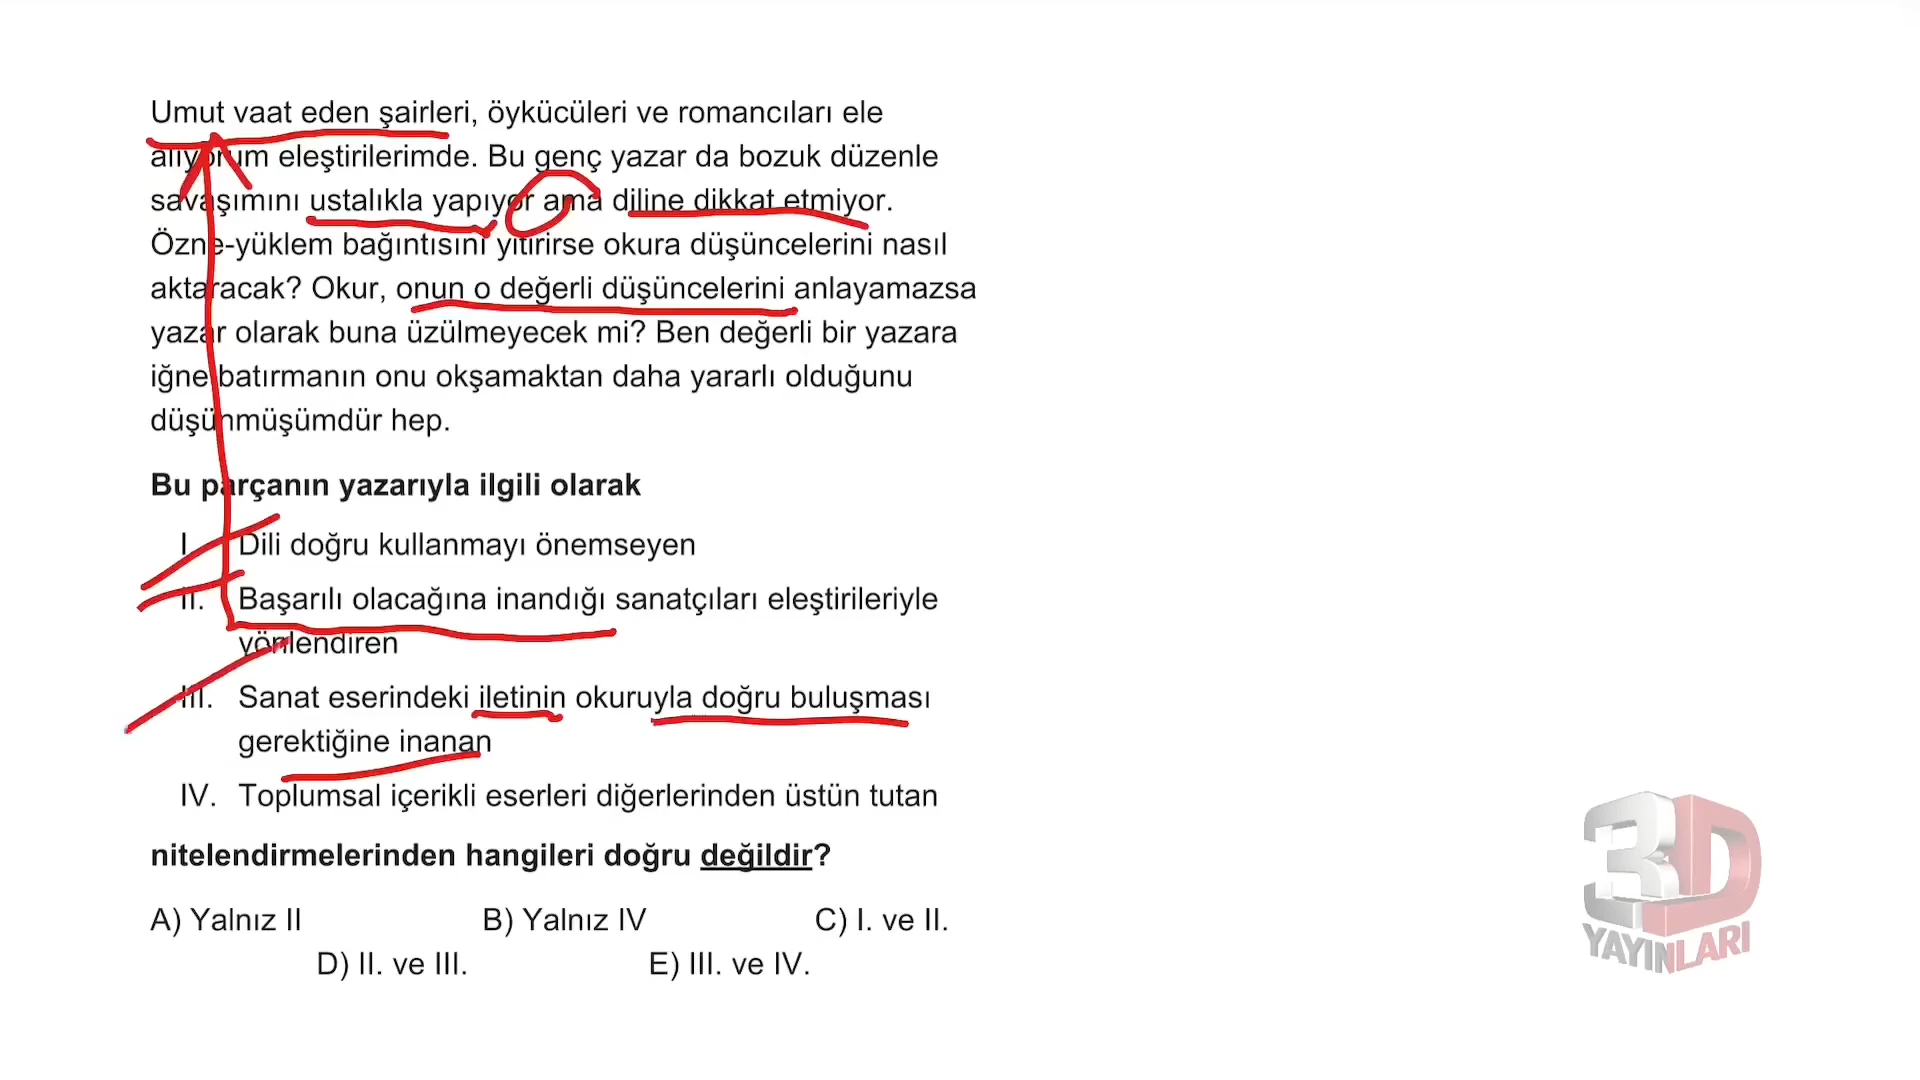 Umut vaat eden şairleri, öykücüleri ve romancıları ele
alıyorum eleştirilerimde. Bu genç yazar da bozuk düzenle
savaşımını ustalıkla yapıyor ama diline dikkat etmiyor.
Özne-yüklem bağıntısını yitirirse okura düşüncelerini nasıl
aktaracak? Okur, onun o değerli düşüncelerini anlayamazsa
yazar olarak buna üzülmeyecek mi? Ben değerli bir yazara
iğne batırmanın onu okşamaktan daha yararlı olduğunu
düşünmüşümdür hep.
Bu parçanın yazarıyla ilgili olarak
I. Dili doğru kullanmayı önemseyen
II. Başarılı olacağına inandığı sanatçıları eleştirileriyle
yönlendiren
III. Sanat eserindeki iletinin okuruyla doğru buluşması
gerektiğine inanan
IV. Toplumsal içerikli eserleri diğerlerinden üstün tutan
nitelendirmelerinden hangileri doğru değildir?
A) Yalnız II B) Yalnız IV C) I. ve II.
D) II. ve III. E) III. ve IV.
3D
YAYINLARI